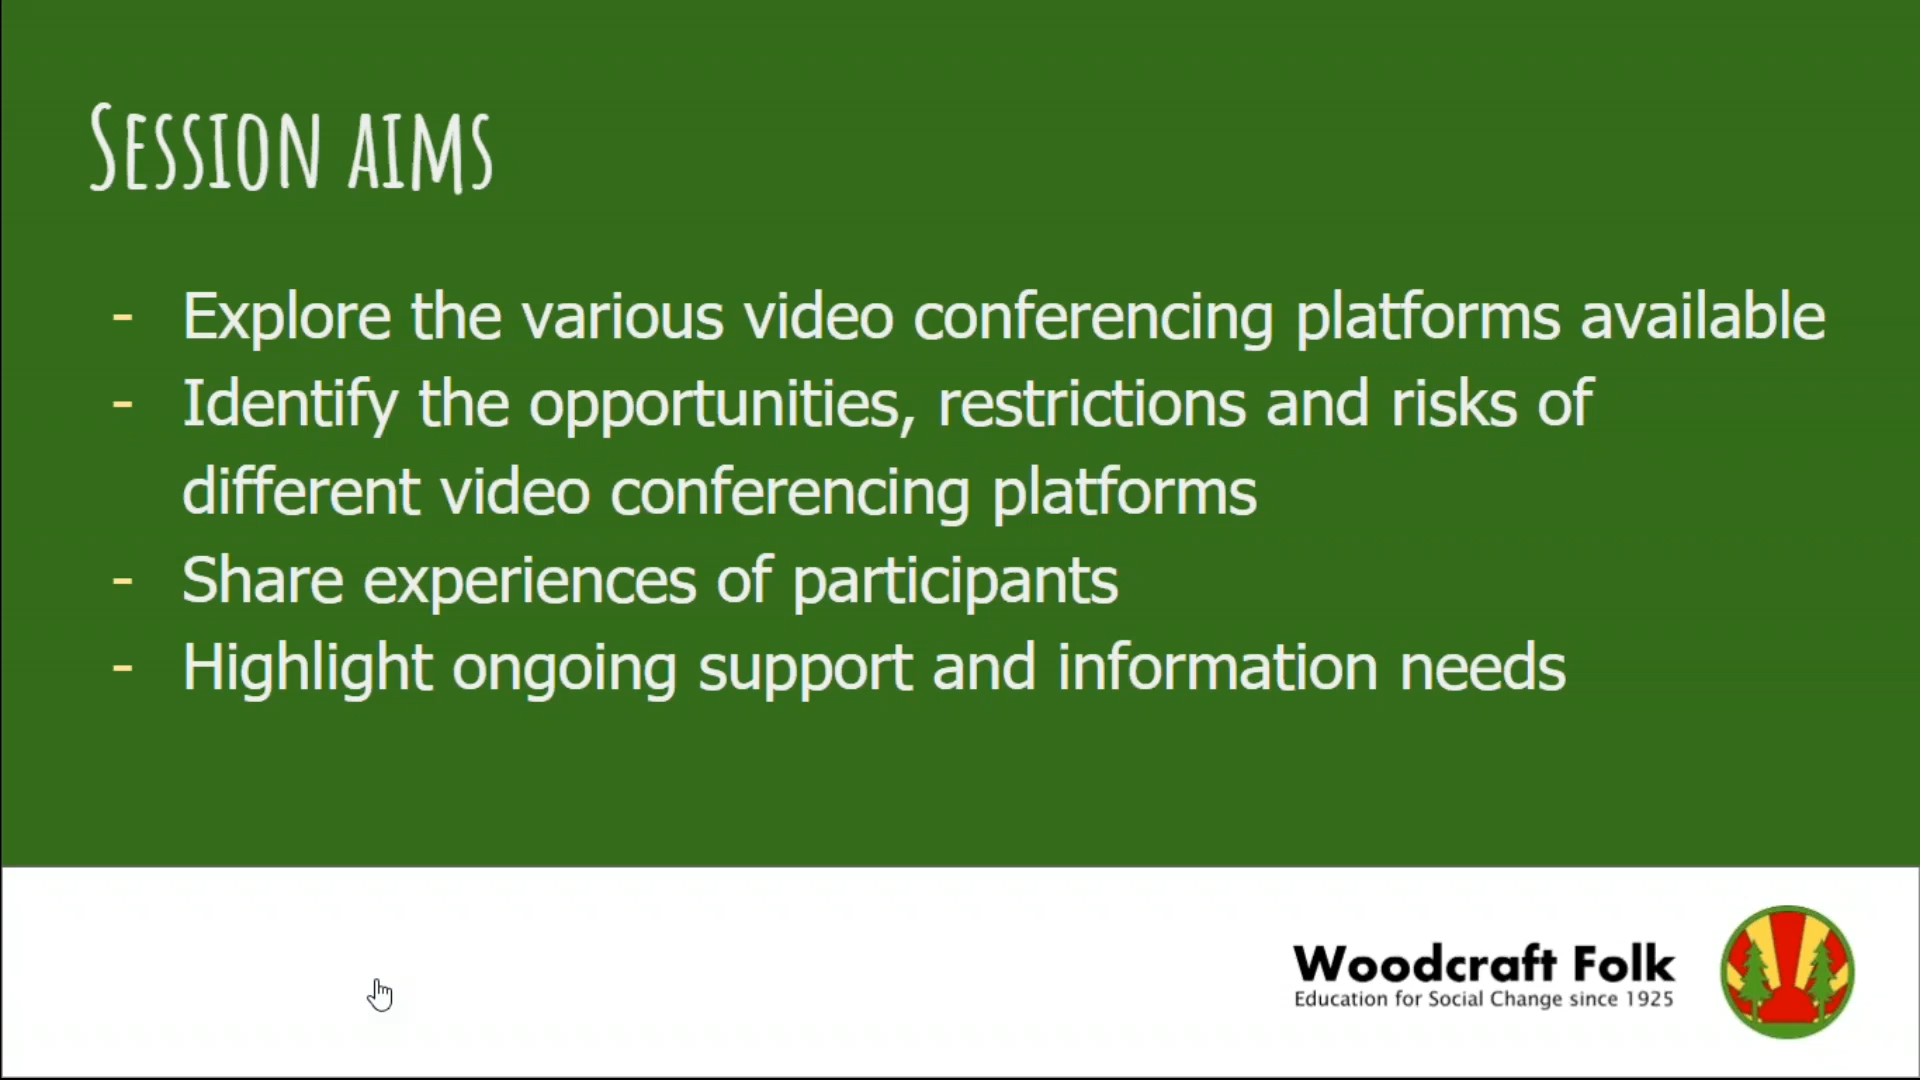 Session aims
- Explore the various video conferencing platforms available
- Identify the opportunities, restrictions and risks of
different video conferencing platforms
- Share experiences of participants
- Highlight ongoing support and information needs
Woodcraft Folk
Education for Social Change since 1925